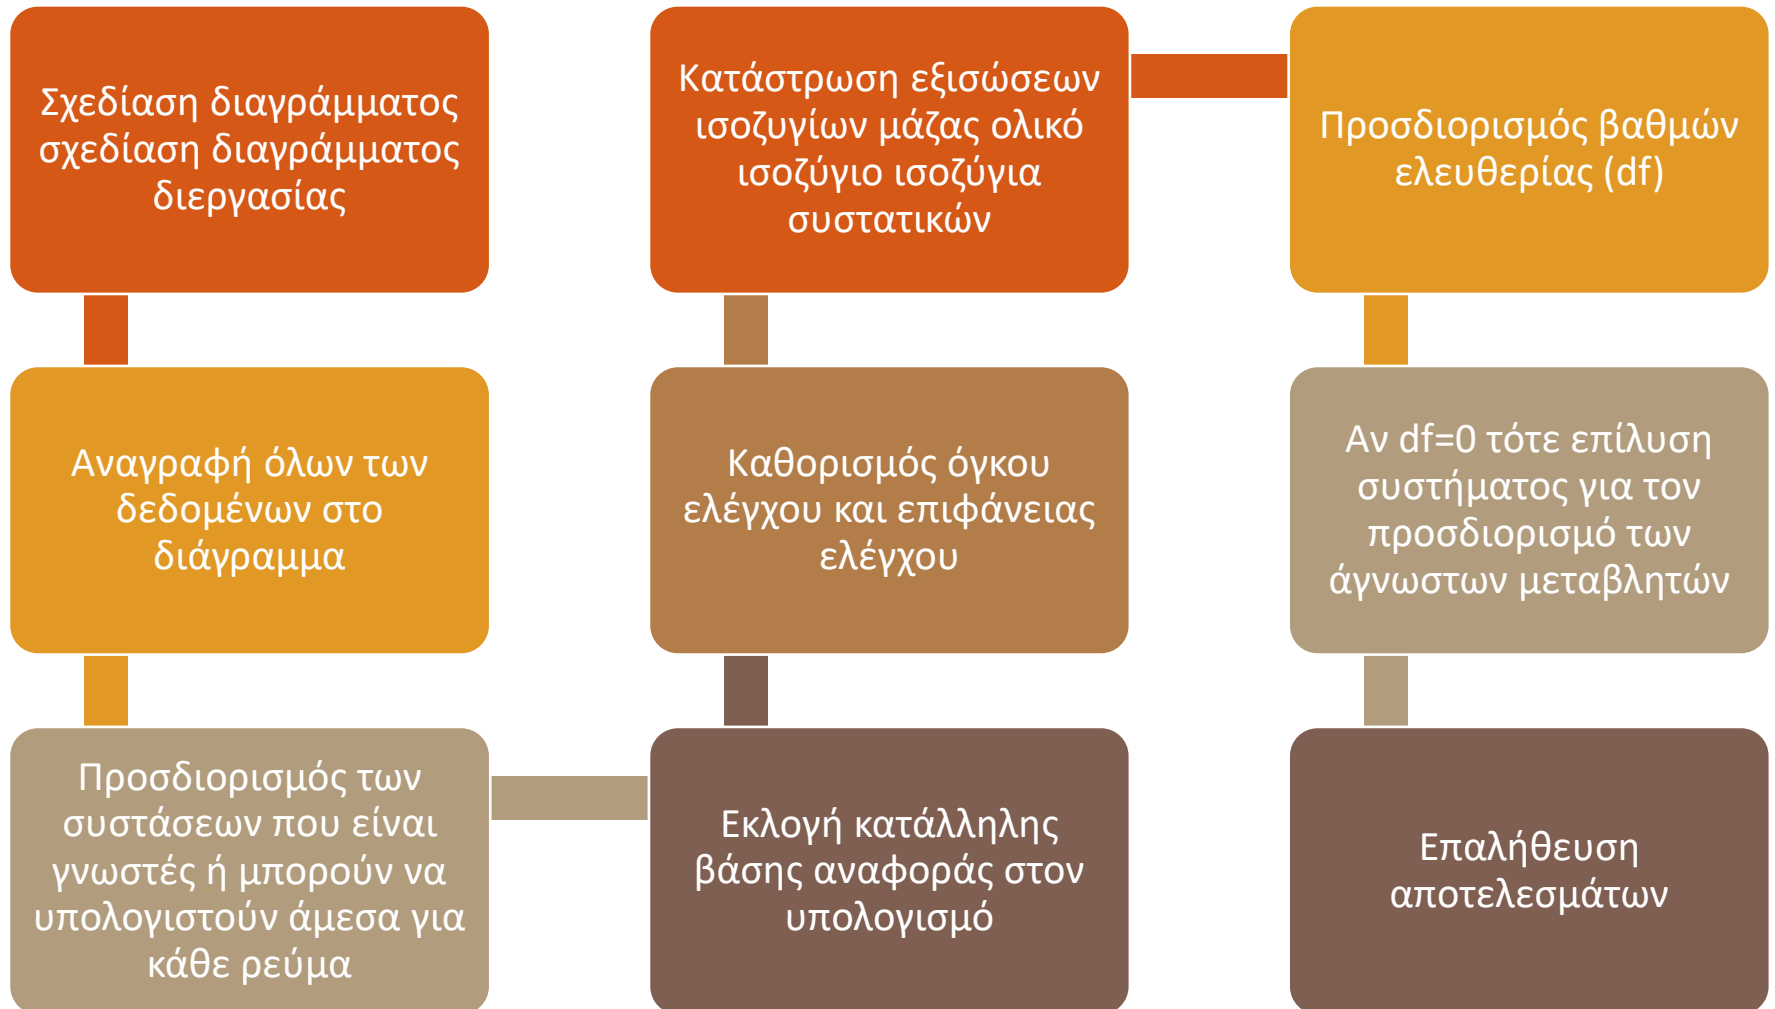 Σχεδίαση διαγράμματος
σχεδίαση διαγράμματος
διεργασίας
Αναγραφή όλων των
δεδομένων στο
διάγραμμα
Προσδιορισμός των
συστάσεων που είναι
γνωστές ή μπορούν να
υπολογιστούν άμεσα για
κάθε ρεύμα
Εκλογή κατάλληλης
βάσης αναφοράς στον
υπολογισμό
Καθορισμός όγκου
ελέγχου και επιφάνειας
ελέγχου
Κατάστρωση εξισώσεων
ισοζυγίων μάζας ολικό
ισοζύγιο ισοζύγια
συστατικών
Προσδιορισμός βαθμών
ελευθερίας (df)
Αν df=0 τότε επίλυση
συστήματος για τον
προσδιορισμό των
άγνωστων μεταβλητών
Επαλήθευση
αποτελεσμάτων